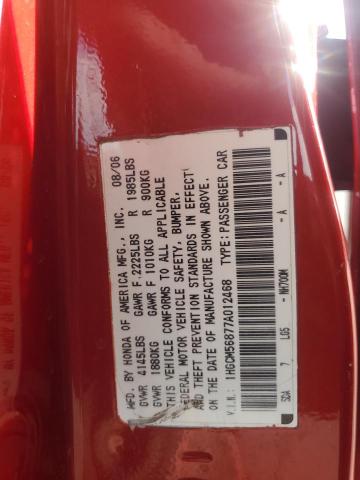 MFD BY HONDA OF AMERICA MFG., INC. 08/06
GVWR 4145LBS GAWR F 2225LBS R 1985LBS
GVWR 1880KG GAWR F 1010KG R 900KG
THIS VEHICLE CONFORMS TO ALL APPLICABLE
FEDERAL MOTOR VEHICLE SAFETY, BUMPER,
AND THEFT PREVENTION STANDARDS IN EFFECT
ON THE DATE OF MANUFACTURE SHOWN ABOVE.
V.I.N.: 1HGCM56877A012468 TYPE: PASSENGER CAR
SDA 7 LGS - NH700M - A - A